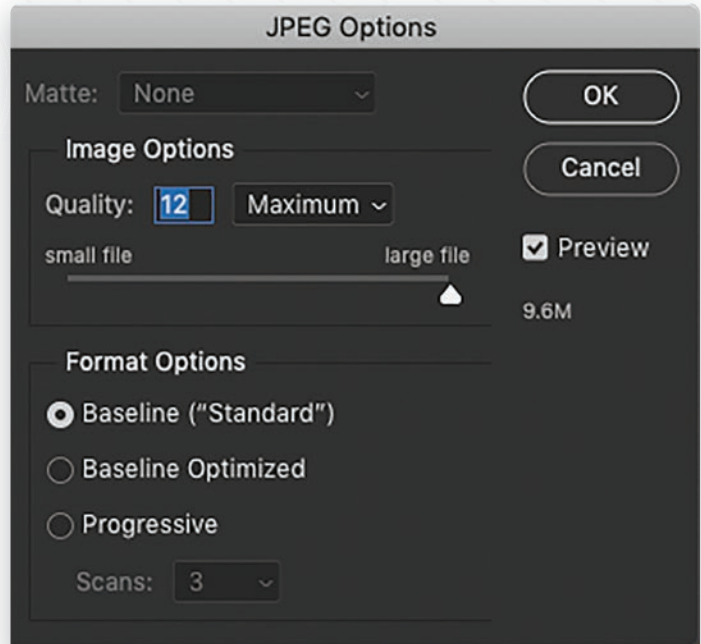 JPEG Options
Matte: None
OK
Image Options
Cancel
Quality: 12 Maximum
small file large file
Preview
9.6M
Format Options
Baseline (“Standard”)
Baseline Optimized
Progressive
Scans: 3